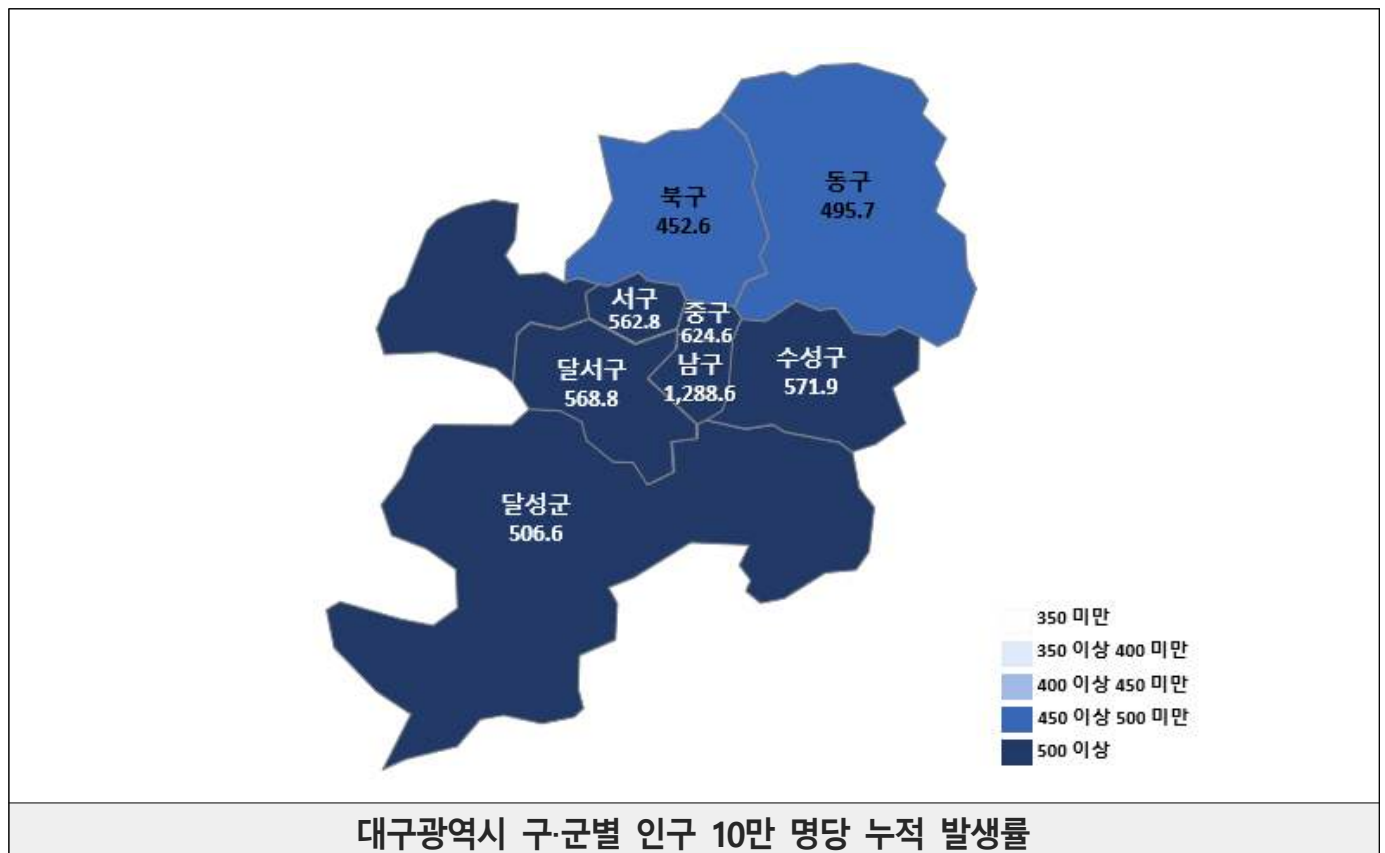 북구
452.6
동구
495.7
서구
562.8
중구
624.6
달서구
568.8
남구
1,288.6
수성구
571.9
달성군
506.6
350 미만
350 이상 400 미만
400 이상 450 미만
450 이상 500 미만
500 이상
대구광역시 구·군별 인구 10만 명당 누적 발생률